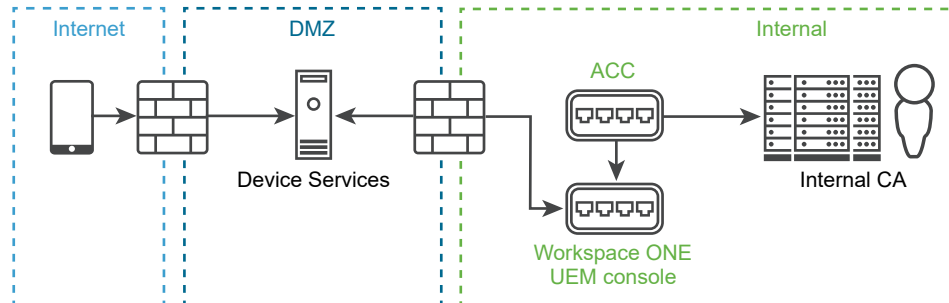 Internet
DMZ
Internal
ACC
Device Services
Internal CA
Workspace ONE
UEM console